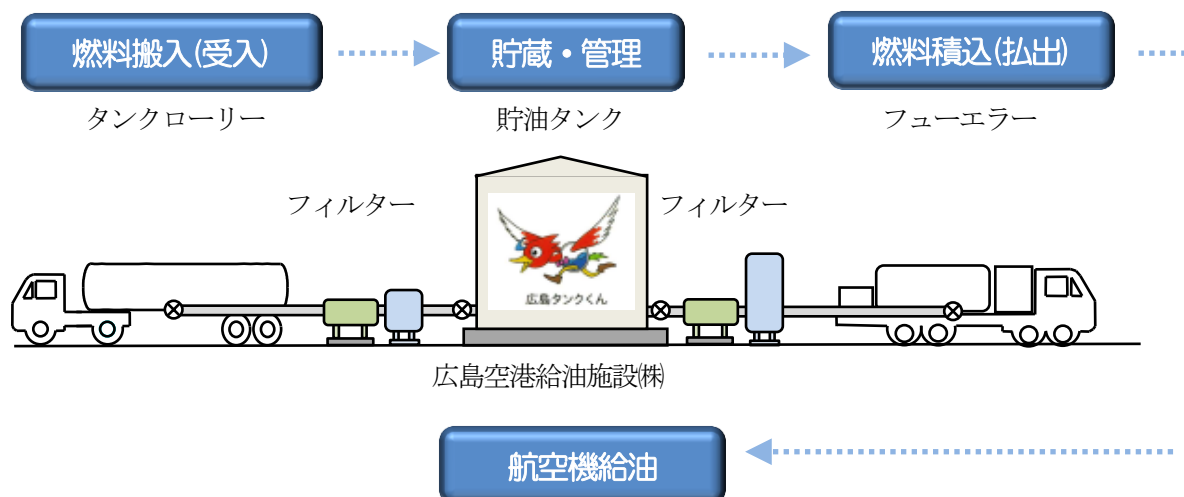 燃料搬入(受入)
貯蔵・管理
燃料積込(払出)
タンクローリー
貯油タンク
フューエラー
フィルター
フィルター
広島タンクくん
広島空港給油施設㈱
航空機給油